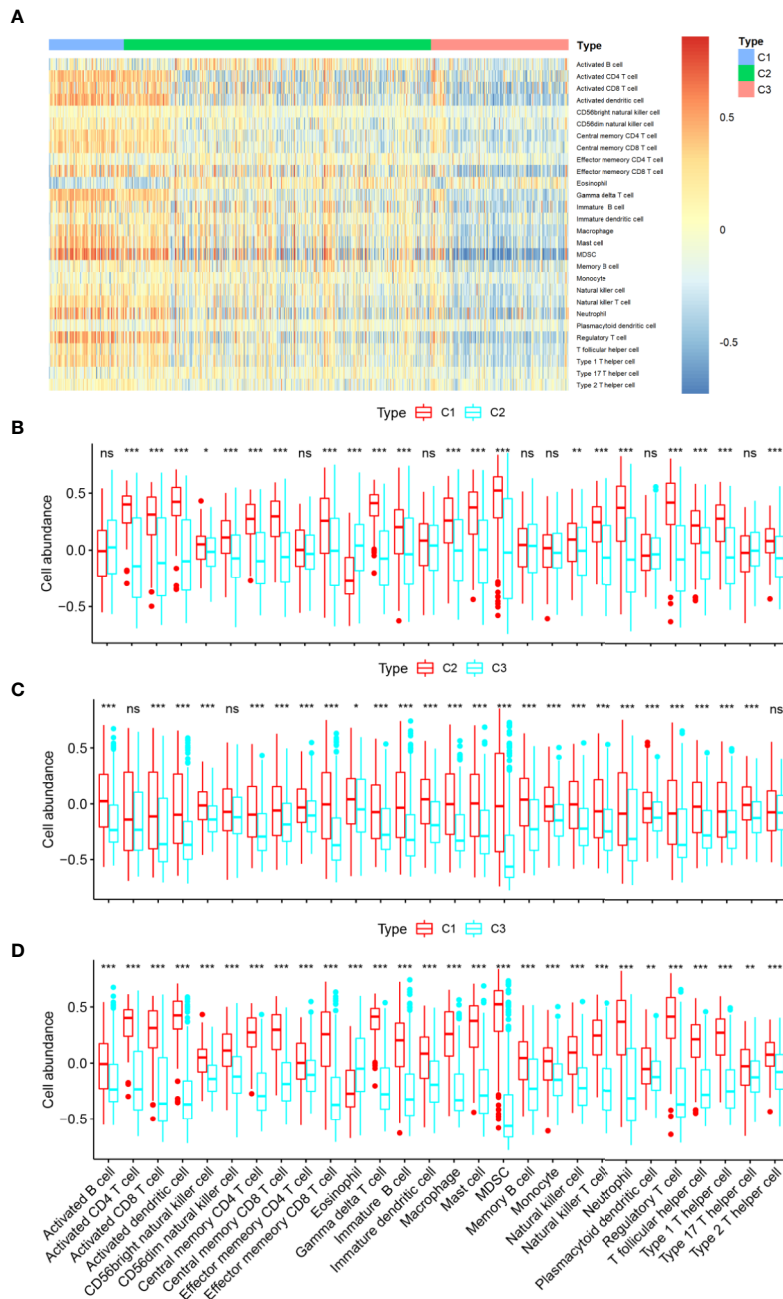 A
Type
Activated B cell
Activated CD4 T cell
Activated CD8 T cell
Activated dendritic cell
CD56bright natural killer cell
CD56dim natural killer cell
Central memory CD4 T cell
Central memory CD8 T cell
Effector memeory CD4 T cell
Effector memeory CD8 T cell
Eosinophil
Gamma delta T cell
Immature B cell
Immature dendritic cell
Macrophage
Mast cell
MDSC
Memory B cell
Monocyte
Natural killer cell
Natural killer T cell
Neutrophil
Plasmacytoid dendritic cell
Regulatory T cell
T follicular helper cell
Type 1 T helper cell
Type 17 T helper cell
Type 2 T helper cell
0.5
0
-0.5
Type
C1
C2
C3
B
Type C1 C2
ns *** *** *** * *** *** *** ns *** *** *** *** ns *** *** *** ns ns ** *** *** ns *** *** *** ns ***
Cell abundance
0.5
0.0
−0.5
C
Type C2 C3
*** ns *** *** *** ns *** *** *** *** * *** *** *** *** *** *** *** *** *** *** *** *** *** *** *** *** ns
Cell abundance
0.5
0.0
−0.5
D
Type C1 C3
*** *** *** *** *** *** *** *** *** *** *** *** *** *** *** *** *** *** *** *** *** *** ** *** *** *** ** ***
Cell abundance
0.5
0.0
−0.5
Activated B cell
Activated CD4 T cell
Activated CD8 T cell
Activated dendritic cell
CD56bright natural killer cell
CD56dim natural killer cell
Central memory CD4 T cell
Central memory CD8 T cell
Effector memeory CD4 T cell
Effector memeory CD8 T cell
Eosinophil
Gamma delta T cell
Immature B cell
Immature dendritic cell
Macrophage
Mast cell
MDSC
Memory B cell
Monocyte
Natural killer cell
Natural killer T cell
Neutrophil
Plasmacytoid dendritic cell
Regulatory T cell
T follicular helper cell
Type 1 T helper cell
Type 17 T helper cell
Type 2 T helper cell